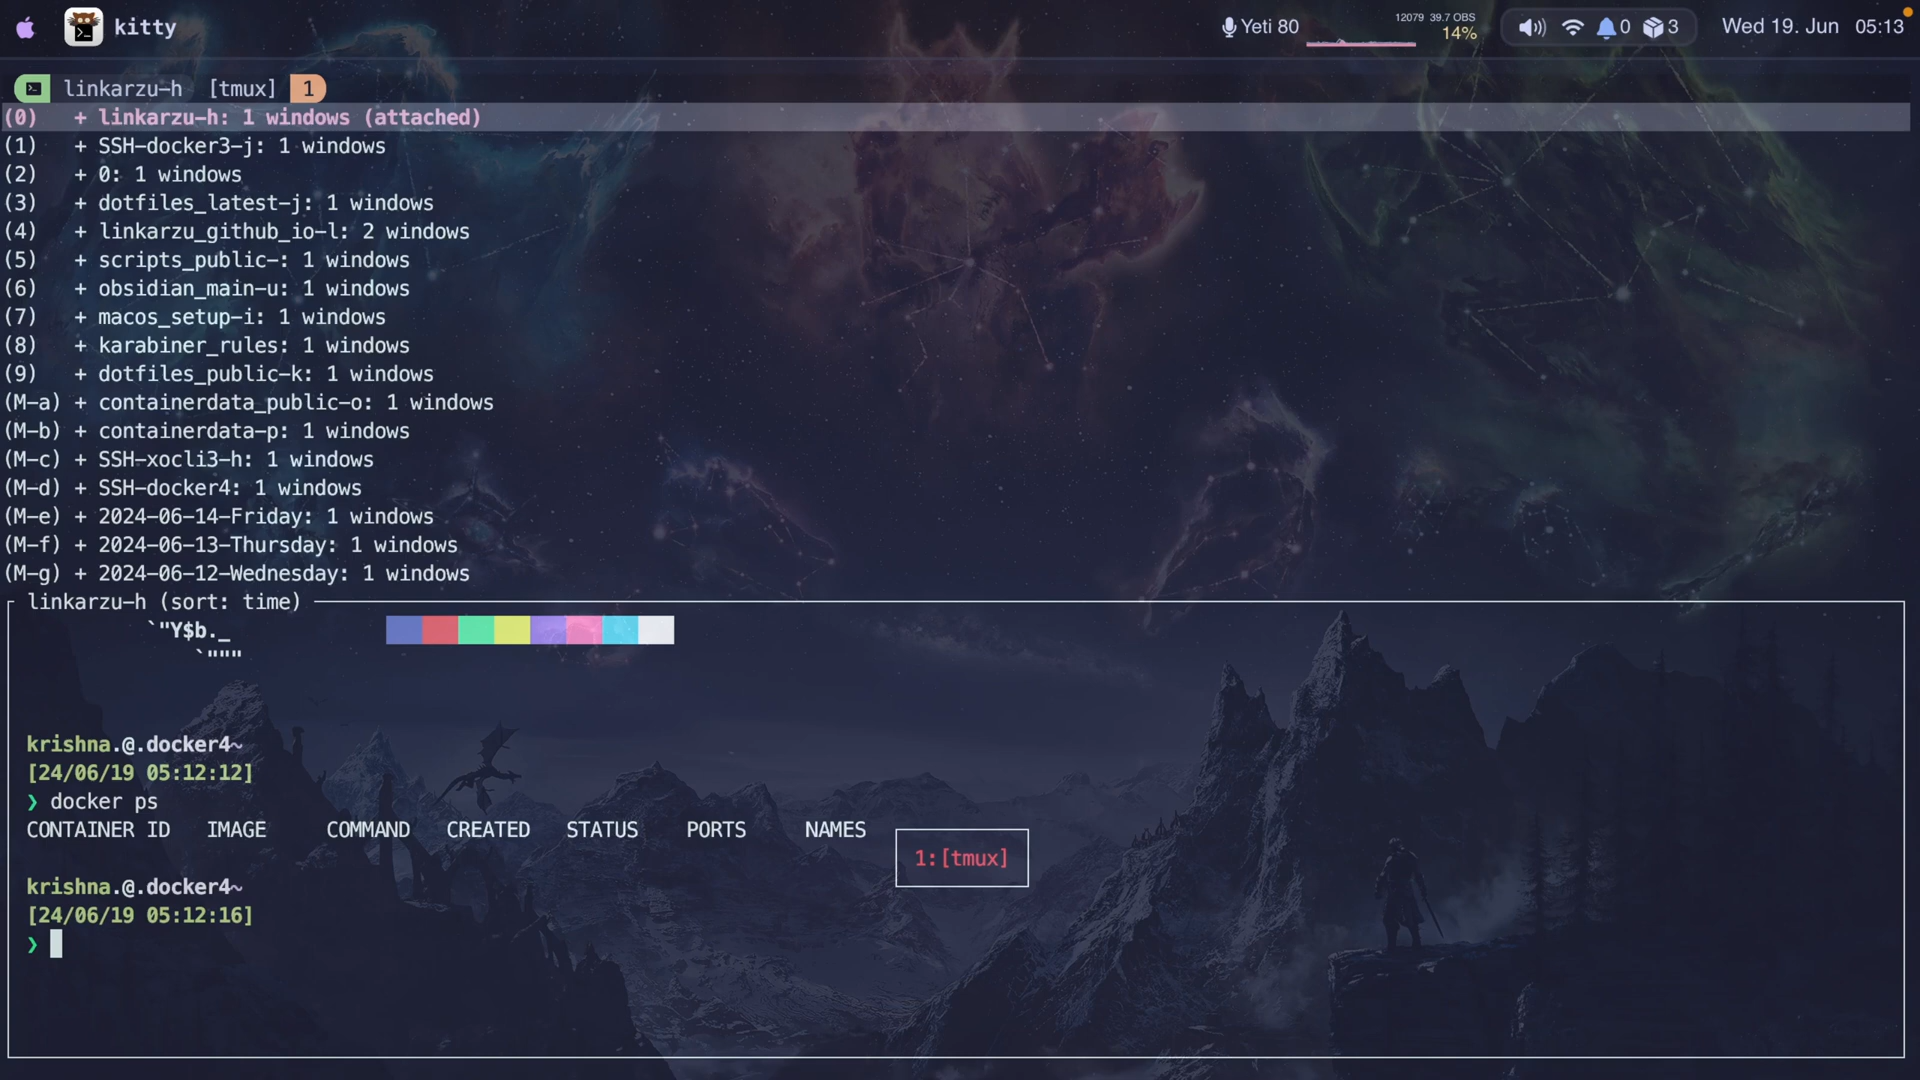 kitty
Yeti 80
12079 39.7 OBS
14%
0
3
Wed 19. Jun 05:13
linkarzu-h [tmux] 1
(0) + linkarzu-h: 1 windows (attached)
(1) + SSH-docker3-j: 1 windows
(2) + 0: 1 windows
(3) + dotfiles_latest-j: 1 windows
(4) + linkarzu_github_io-l: 2 windows
(5) + scripts_public-: 1 windows
(6) + obsidian_main-u: 1 windows
(7) + macos_setup-i: 1 windows
(8) + karabiner_rules: 1 windows
(9) + dotfiles_public-k: 1 windows
(M-a) + containerdata_public-o: 1 windows
(M-b) + containerdata-p: 1 windows
(M-c) + SSH-xocli3-h: 1 windows
(M-d) + SSH-docker4: 1 windows
(M-e) + 2024-06-14-Friday: 1 windows
(M-f) + 2024-06-13-Thursday: 1 windows
(M-g) + 2024-06-12-Wednesday: 1 windows
linkarzu-h (sort: time)
`"Y$b._
`"""
krishna.@.docker4~
[24/06/19 05:12:12]
❯ docker ps
CONTAINER ID IMAGE COMMAND CREATED STATUS PORTS NAMES
1:[tmux]
krishna.@.docker4~
[24/06/19 05:12:16]
❯